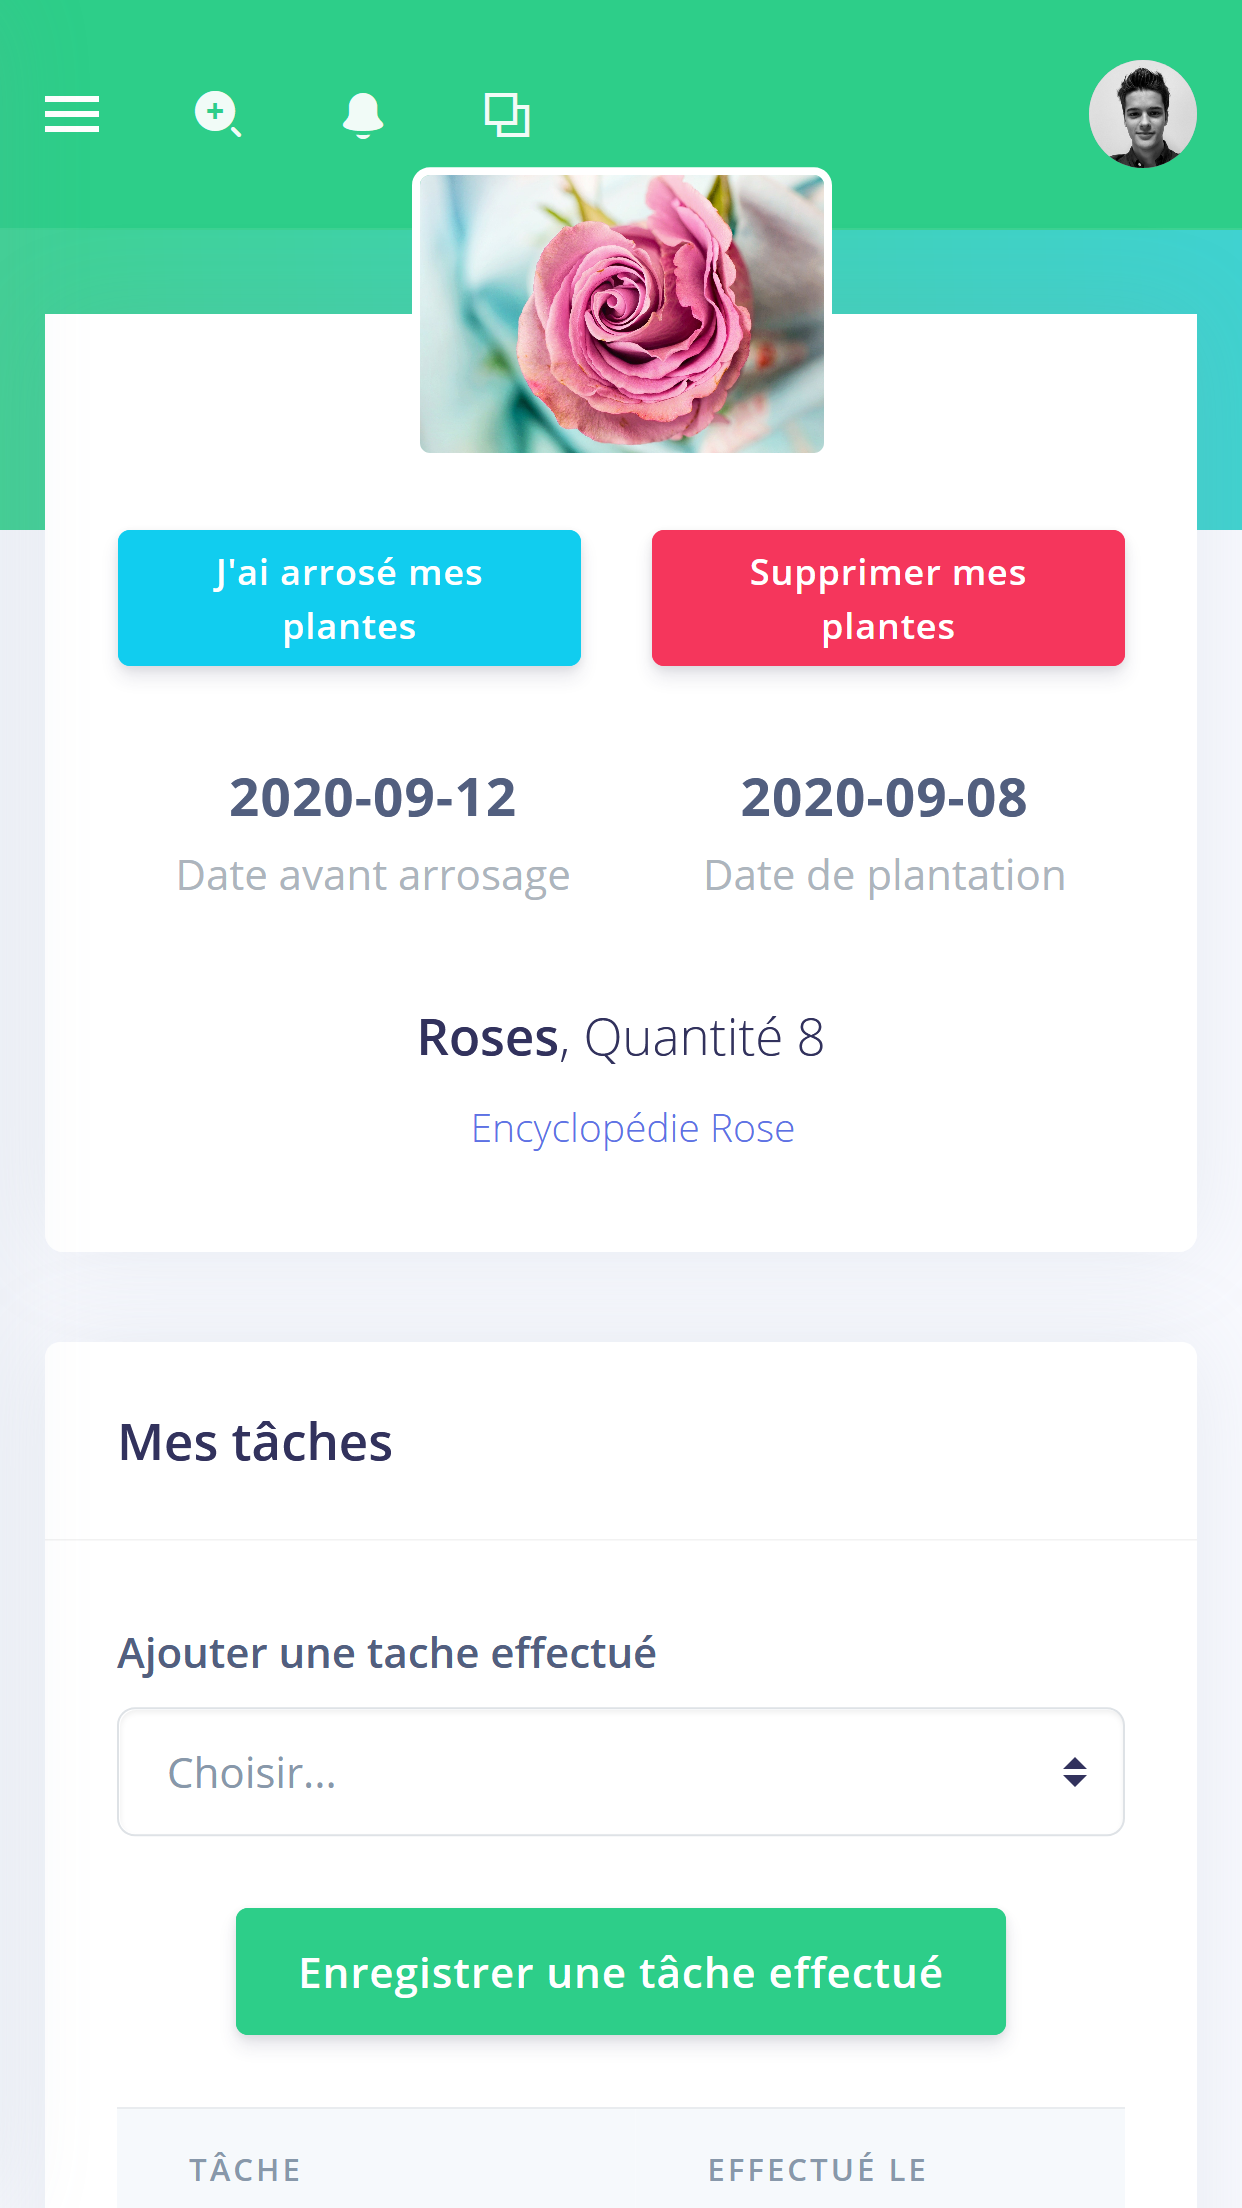 J'ai arrosé mes
plantes
Supprimer mes
plantes
2020-09-12
Date avant arrosage
2020-09-08
Date de plantation
Roses, Quantité 8
Encyclopédie Rose
Mes tâches
Ajouter une tache effectué
Choisir...
Enregistrer une tâche effectué
TÂCHE
EFFECTUÉ LE